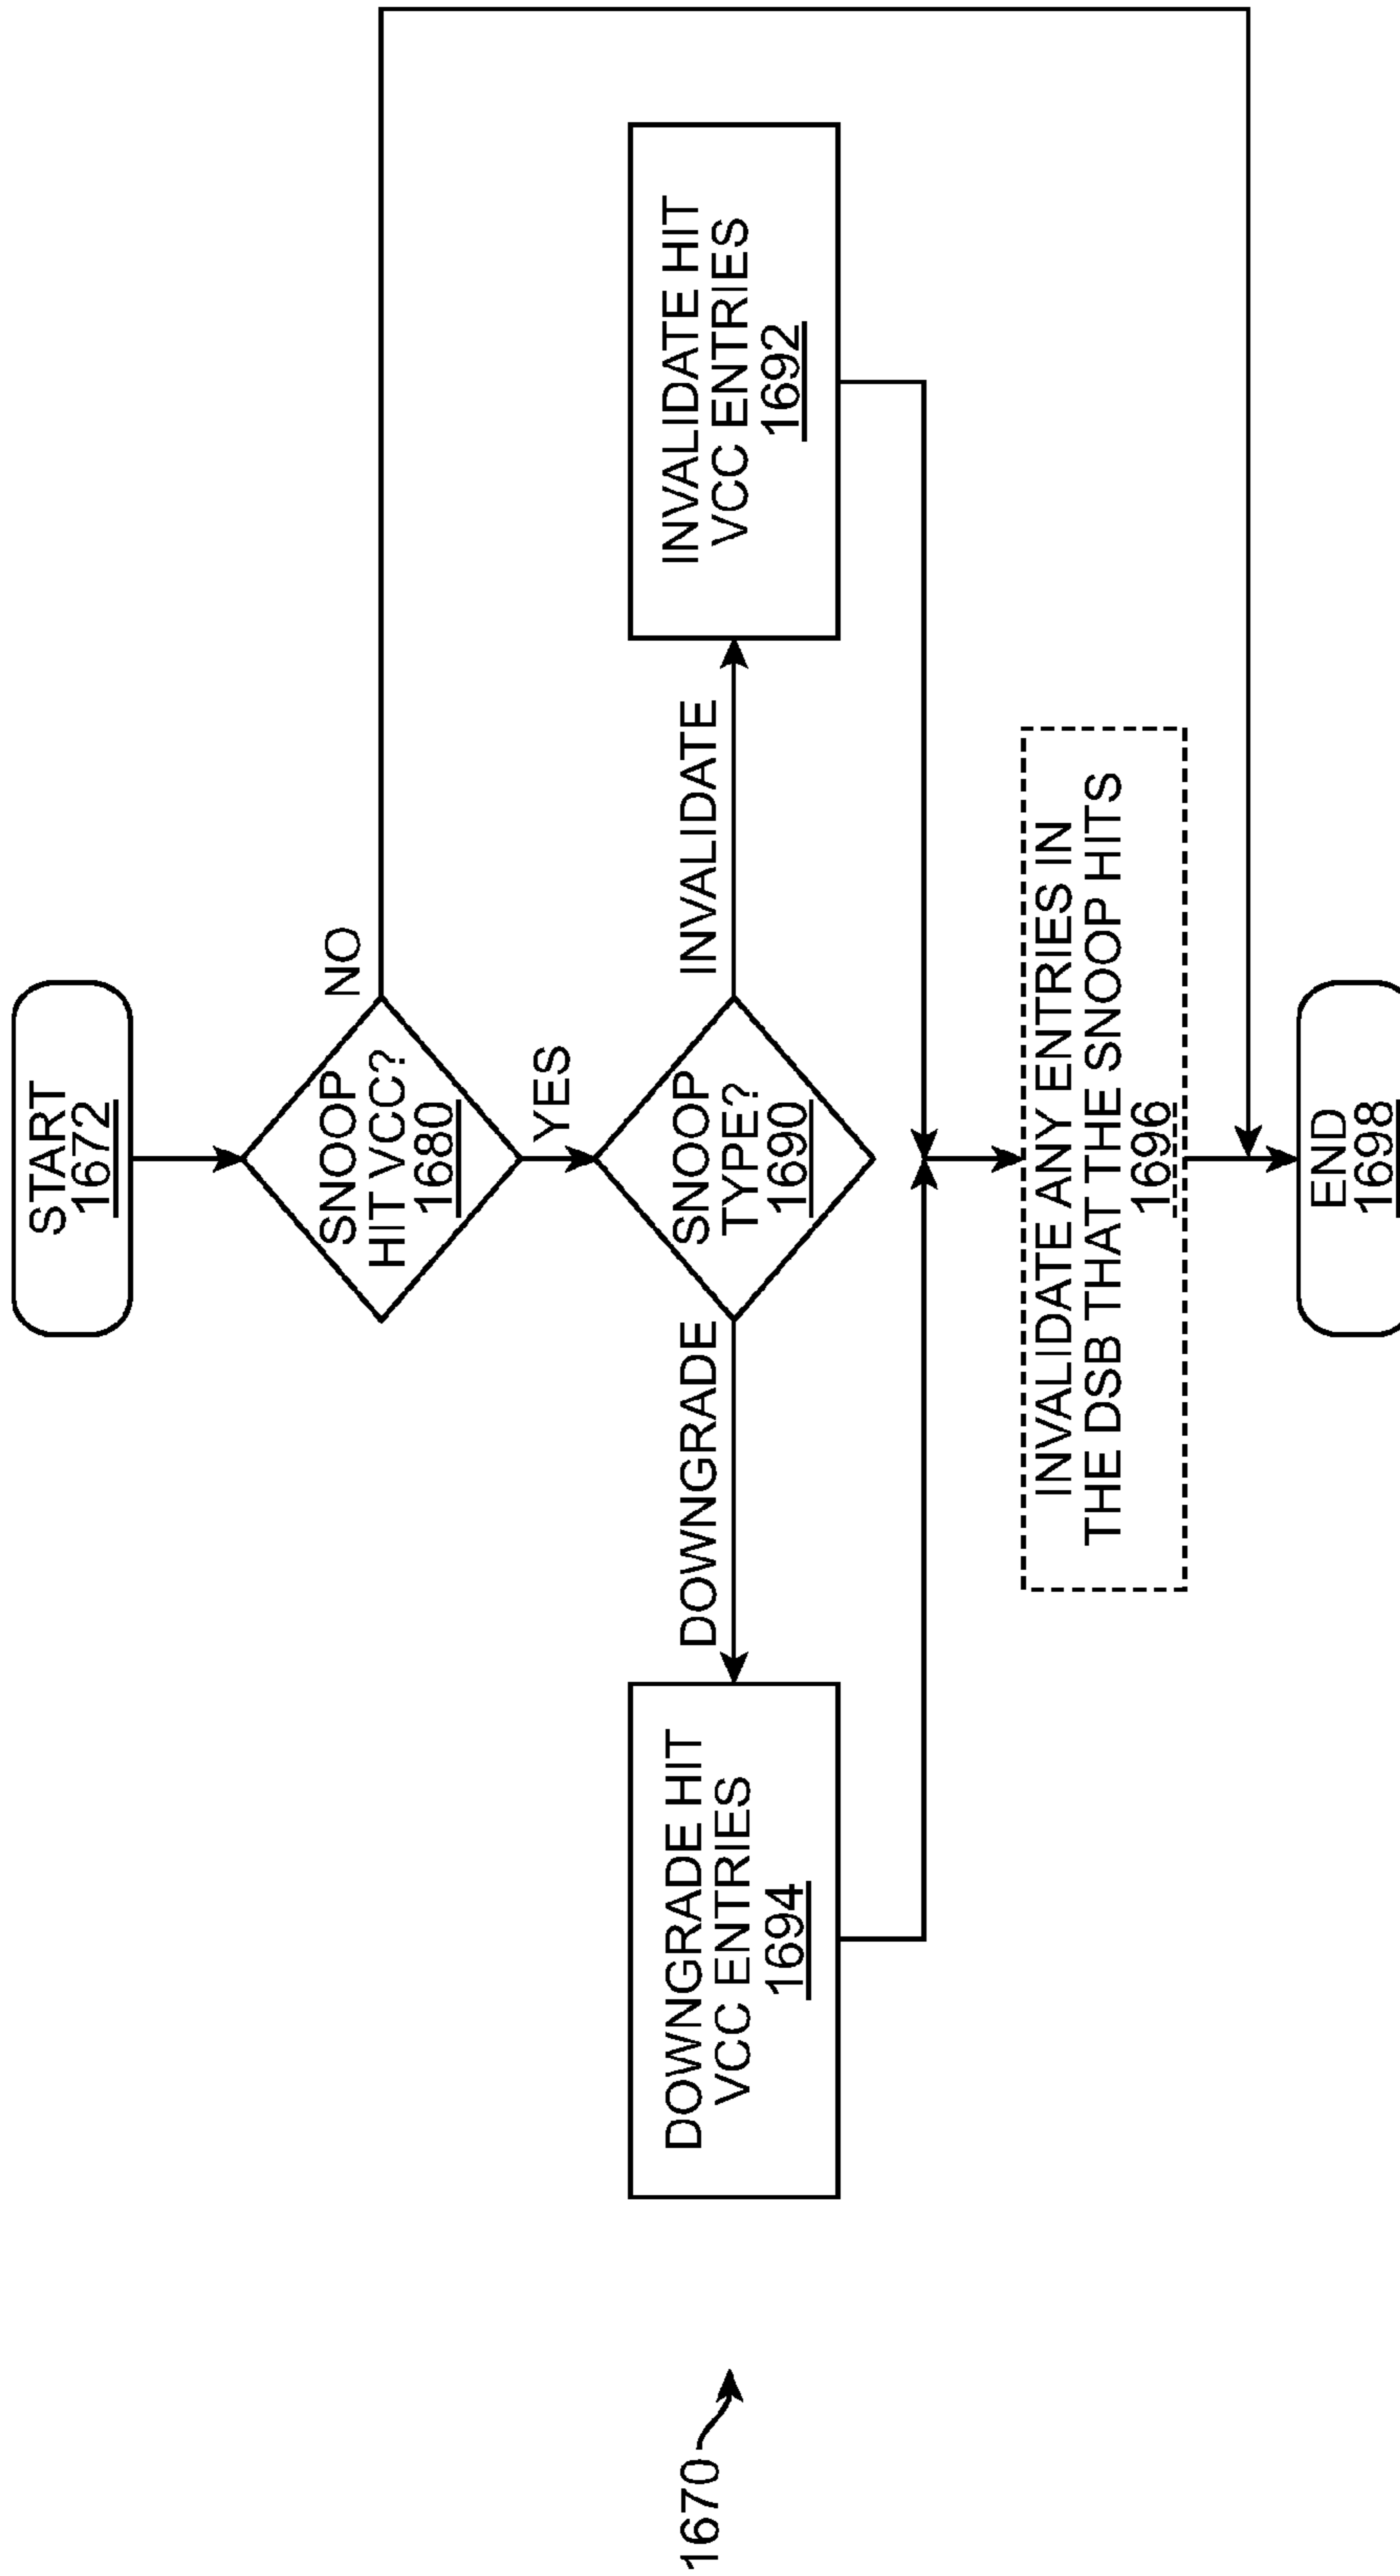 START
1672
SNOOP
HIT VCC?
1680
NO
YES
SNOOP
TYPE?
1690
DOWNGRADE
INVALIDATE
DOWNGRADE HIT
VCC ENTRIES
1694
INVALIDATE HIT
VCC ENTRIES
1692
INVALIDATE ANY ENTRIES IN
THE DSB THAT THE SNOOP HITS
1696
END
1698
1670